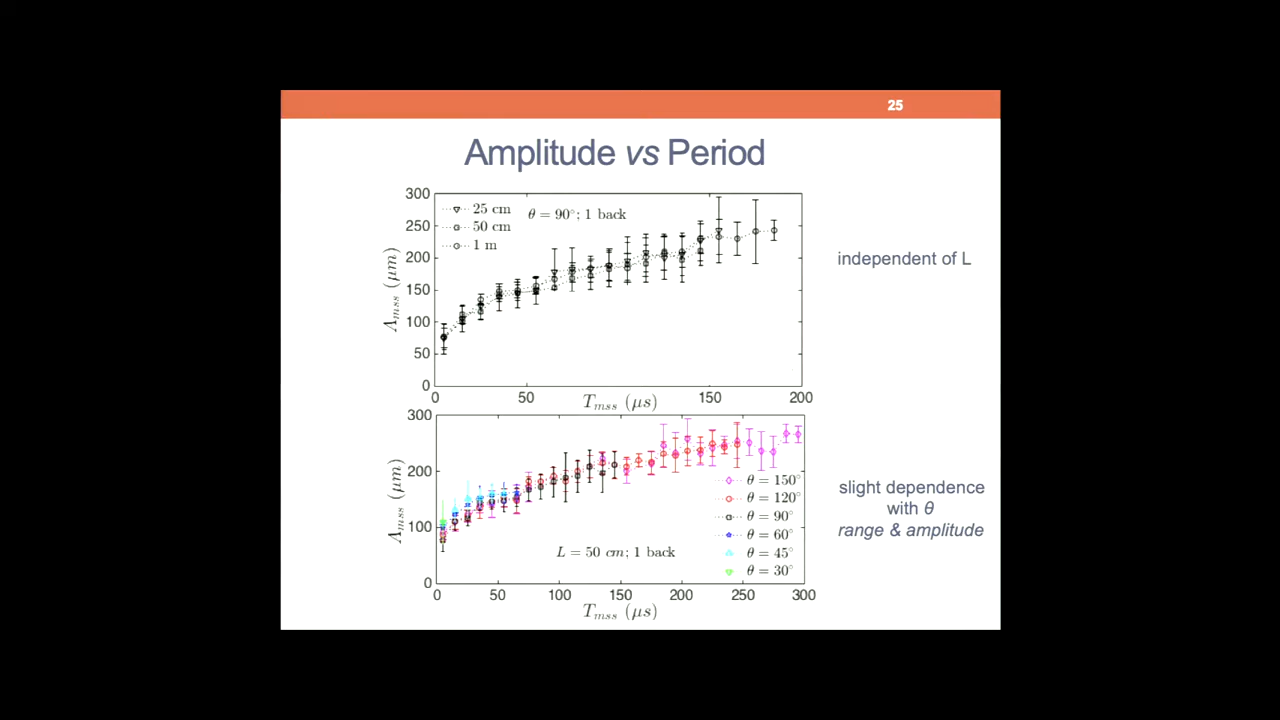 25
Amplitude vs Period
300
250
200
150
100
50
0
Λmss (μm)
25 cm
50 cm
1 m
θ = 90°; 1 back
0 50 150 200
Tmss (μs)
independent of L
300
200
100
0
Λmss (μm)
θ = 150°
θ = 120°
θ = 90°
θ = 60°
θ = 45°
θ = 30°
L = 50 cm; 1 back
0 50 100 150 200 250 300
Tmss (μs)
slight dependence
with θ
range & amplitude